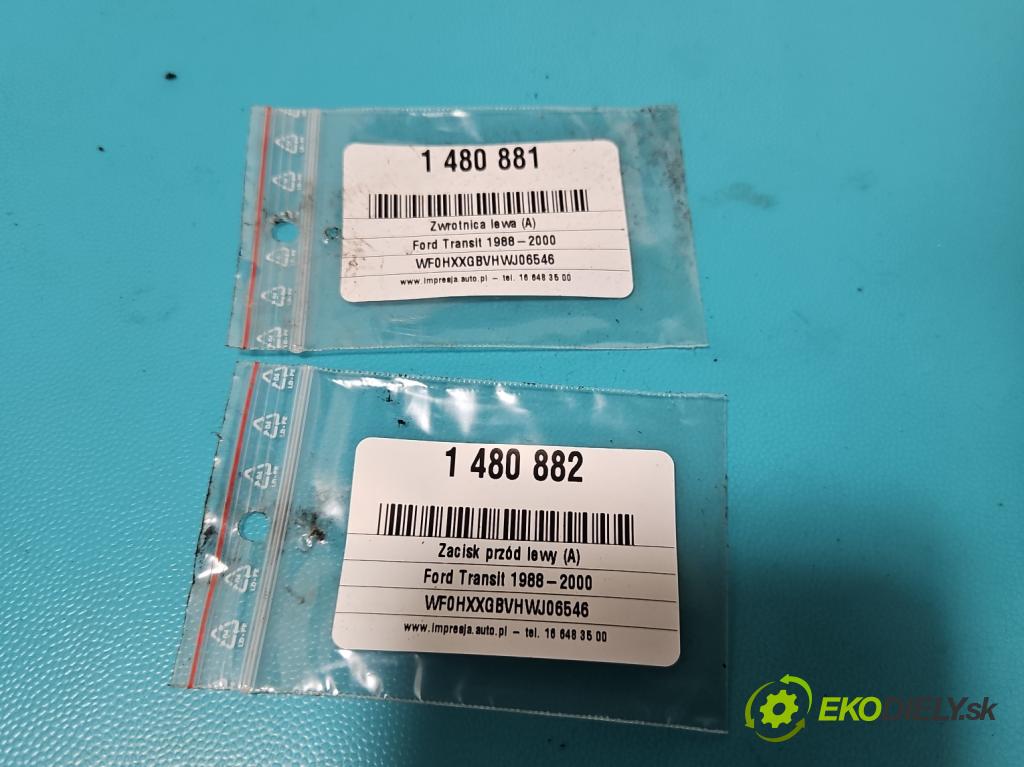 1 480 881
Zwrotnica lewa (A)
Ford Transit 1988-2000
WF0HXXGBVHWJ06546
www.impresja.auto.pl - tel. 16 648 35 00
1 480 882
Zacisk przód lewy (A)
Ford Transit 1988-2000
WF0HXXGBVHWJ06546
www.impresja.auto.pl - tel. 16 648 35 00
EKODIELY.sk